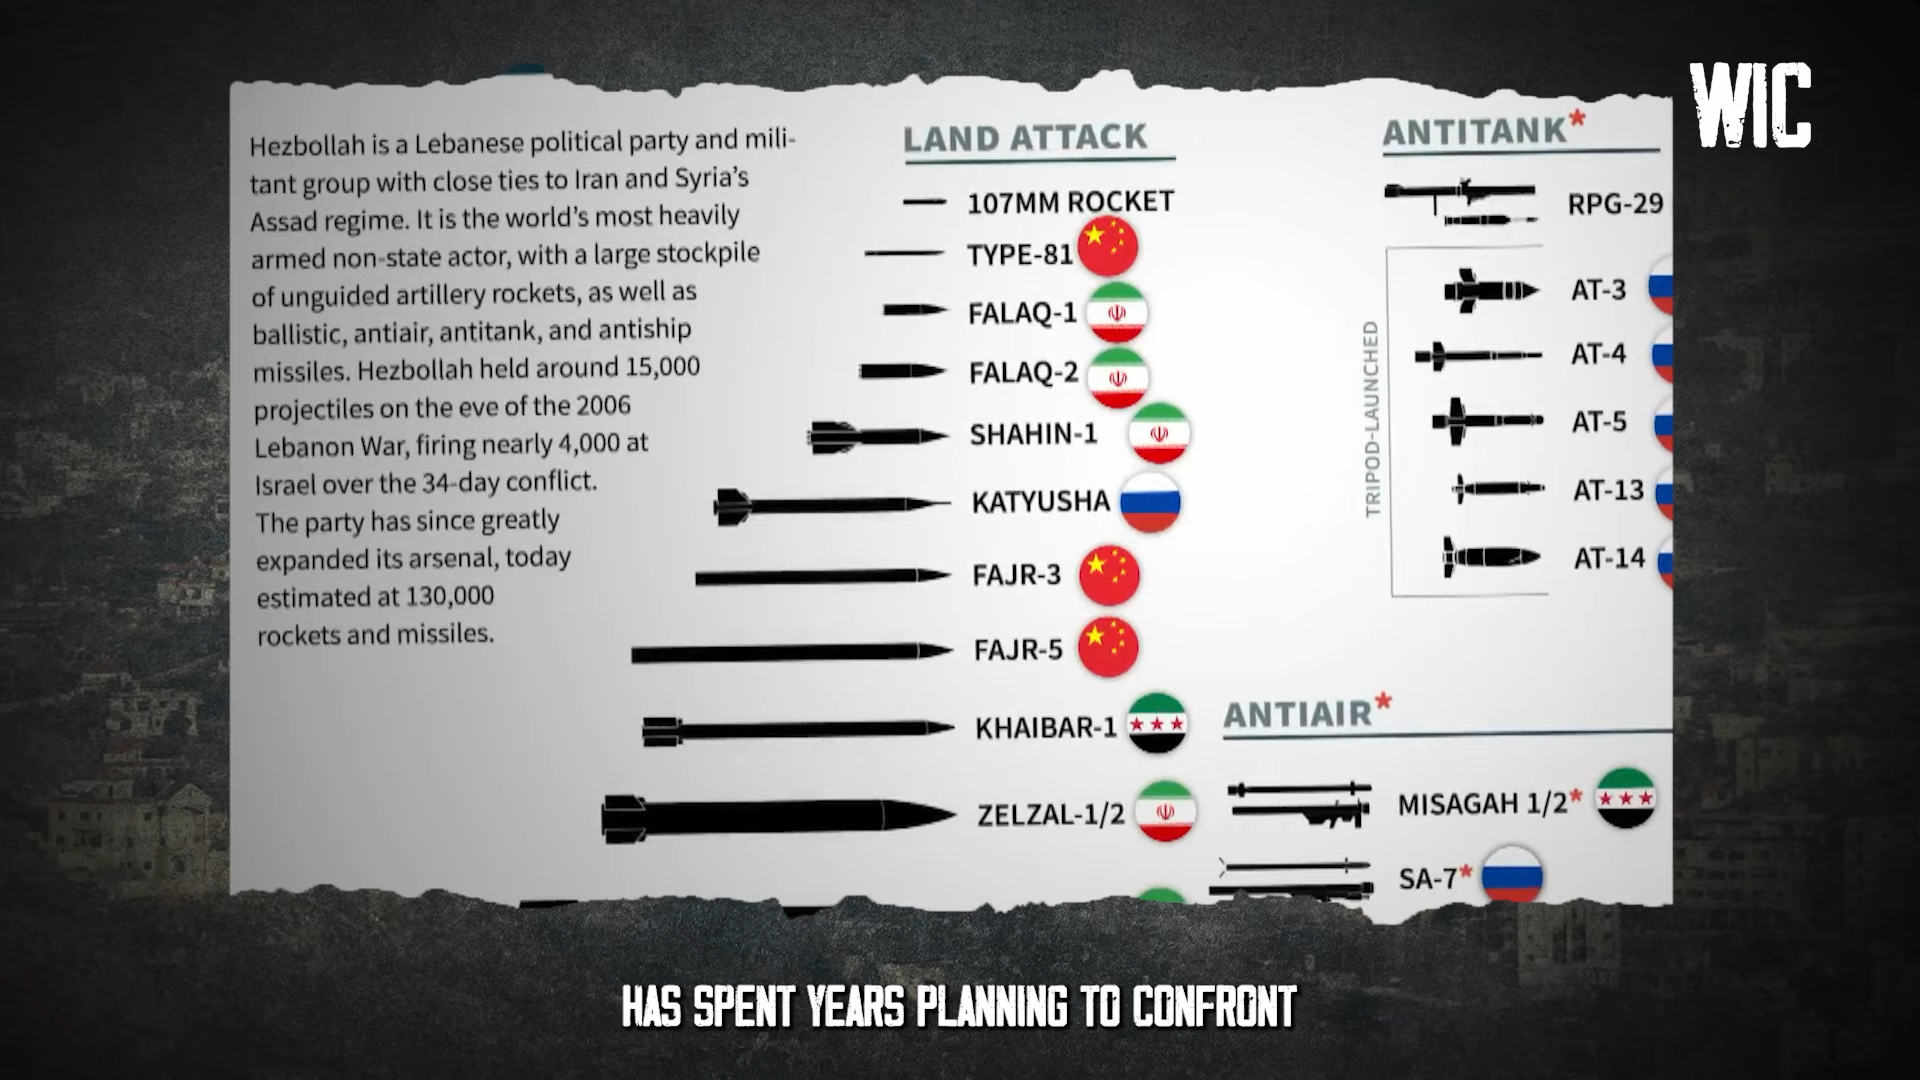 WIC
Hezbollah is a Lebanese political party and mili-
tant group with close ties to Iran and Syria's
Assad regime. It is the world's most heavily
armed non-state actor, with a large stockpile
of unguided artillery rockets, as well as
ballistic, antiair, antitank, and antiship
missiles. Hezbollah held around 15,000
projectiles on the eve of the 2006
Lebanon War, firing nearly 4,000 at
Israel over the 34-day conflict.
The party has since greatly
expanded its arsenal, today
estimated at 130,000
rockets and missiles.
LAND ATTACK
107MM ROCKET
TYPE-81
FALAQ-1
FALAQ-2
SHAHIN-1
KATYUSHA
FAJR-3
FAJR-5
KHAIBAR-1
ZELZAL-1/2
ANTITANK*
RPG-29
TRIPOD-LAUNCHED
AT-3
AT-4
AT-5
AT-13
AT-14
ANTIAIR*
MISAGAH 1/2*
SA-7*
HAS SPENT YEARS PLANNING TO CONFRONT